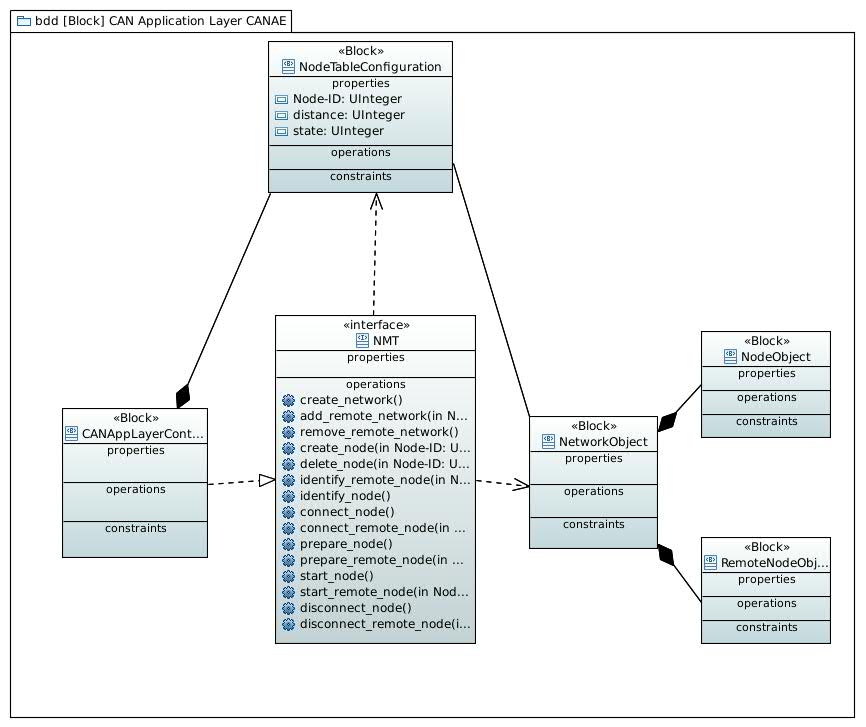 bdd [Block] CAN Application Layer CANAE
«Block»
NodeTableConfiguration
properties
Node-ID: UInteger
distance: UInteger
state: UInteger
operations
constraints
«interface»
NMT
properties
operations
create_network()
add_remote_network(in N...
remove_remote_network()
create_node(in Node-ID: U...
delete_node(in Node-ID: U...
identify_remote_node(in N...
identify_node()
connect_node()
connect_remote_node(in ...
prepare_node()
prepare_remote_node(in ...
start_node()
start_remote_node(in Nod...
disconnect_node()
disconnect_remote_node(i...
«Block»
CANAppLayerCont...
properties
operations
constraints
«Block»
NetworkObject
properties
operations
constraints
«Block»
NodeObject
properties
operations
constraints
«Block»
RemoteNodeObj...
properties
operations
constraints